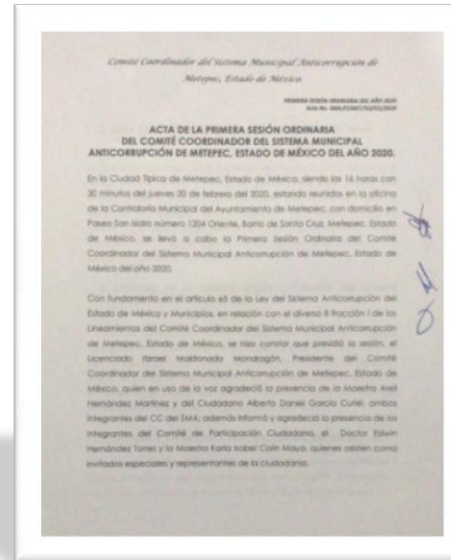 Comité Coordinador del Sistema Municipal Anticorrupción de
Metepec, Estado de México
PRIMERA SESIÓN ORDINARIA DEL AÑO 2020
ACTA DE LA PRIMERA SESIÓN ORDINARIA
DEL COMITÉ COORDINADOR DEL SISTEMA MUNICIPAL
ANTICORRUPCIÓN DE METEPEC, ESTADO DE MÉXICO DEL AÑO 2020.
En la Ciudad Típica de Metepec, Estado de México, siendo las 16 horas con
30 minutos del jueves 20 de febrero del 2020, estando reunidos en la oficina
de la Contraloría Municipal del Ayuntamiento de Metepec, con domicilio en
Paseo San Isidro número 1204 Oriente, Barrio de Santa Cruz, Metepec, Estado
de México, se llevó a cabo la Primera Sesión Ordinaria del Comité
Coordinador del Sistema Municipal Anticorrupción de Metepec, Estado de
México del año 2020.
Con fundamento en el artículo 65 de la Ley del Sistema Anticorrupción del
Estado de México y Municipios, en relación con el diverso 8 fracción I de los
Lineamientos del Comité Coordinador del Sistema Municipal Anticorrupción
de Metepec, Estado de México, se hizo constar que presidió la sesión, el
Licenciado Maldonado Mondragón, Presidente del Comité
Coordinador del Sistema Municipal Anticorrupción de Metepec, Estado de
México, quien en uso de la voz agradeció la presencia de la Maestra
Hernández Martínez y del Ciudadano Alberto Daniel García Curiel, ambos
integrantes del CC del SMA; además informó y agradeció la presencia de los
integrantes del Comité de Participación Ciudadana, el Doctor Edwin
Hernández Torres y la Maestra Karla Isabel Colín Maya, quienes asisten como
invitados especiales y representantes de la ciudadanía.